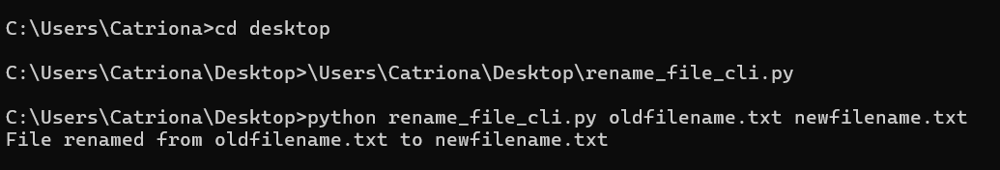 C:\Users\Catriona>cd desktop
C:\Users\Catriona\Desktop>\Users\Catriona\Desktop\rename_file_cli.py
C:\Users\Catriona\Desktop>python rename_file_cli.py oldfilename.txt newfilename.txt
File renamed from oldfilename.txt to newfilename.txt